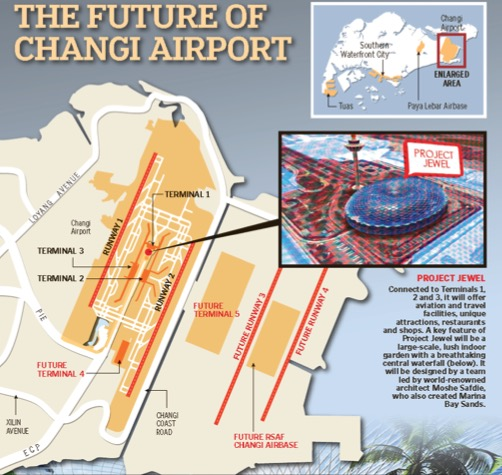 THE FUTURE OF
CHANGI AIRPORT
Changi
Airport
Southern
Waterfront City
ENLARGED
AREA
Tuas
Paya Lebar Airbase
PROJECT
JEWEL
LOYANG AVENUE
TERMINAL 1
Changi
Airport
RUNWAY 1
TERMINAL 3
TERMINAL 2
RUNWAY 2
PIE
FUTURE
TERMINAL 5
FUTURE RUNWAY 3
FUTURE RUNWAY 4
FUTURE
TERMINAL 4
XILIN
AVENUE
ECP
CHANGI
COAST
ROAD
FUTURE RSAF
CHANGI AIRBASE
PROJECT JEWEL
Connected to Terminals 1,
2 and 3, it will offer
aviation and travel
facilities, unique
attractions, restaurants
and shops. A key feature of
Project Jewel will be a
large-scale, lush indoor
garden with a breathtaking
central waterfall (below). It
will be designed by a team
led by world-renowned
architect Moshe Safdie,
who also created Marina
Bay Sands.